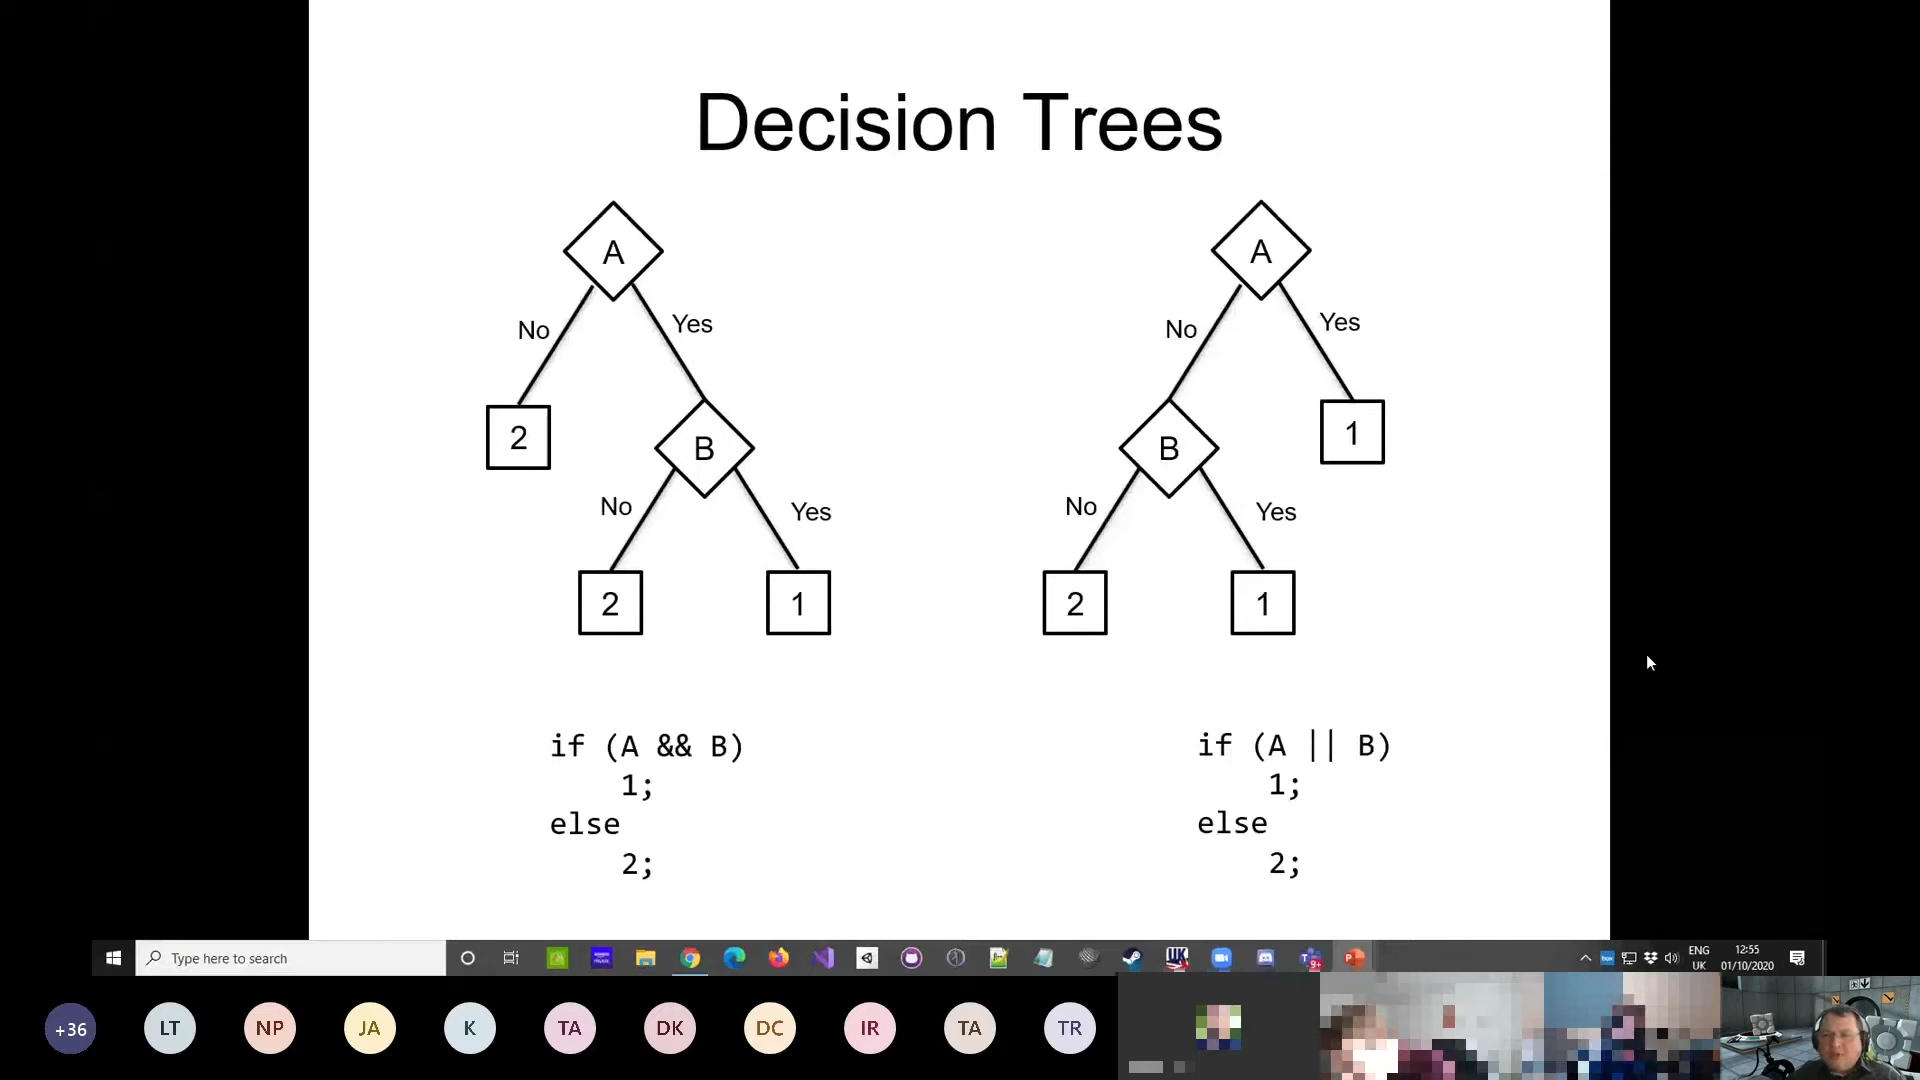 Decision Trees
A
A
No
Yes
No
Yes
2
B
B
1
No
Yes
No
Yes
2
1
2
1
if (A && B)
1;
else
2;
if (A || B)
1;
else
2;
Type here to search
UK
9+
ENG
UK
12:55
01/10/2020
+36
LT
NP
JA
K
TA
DK
DC
IR
TA
TR